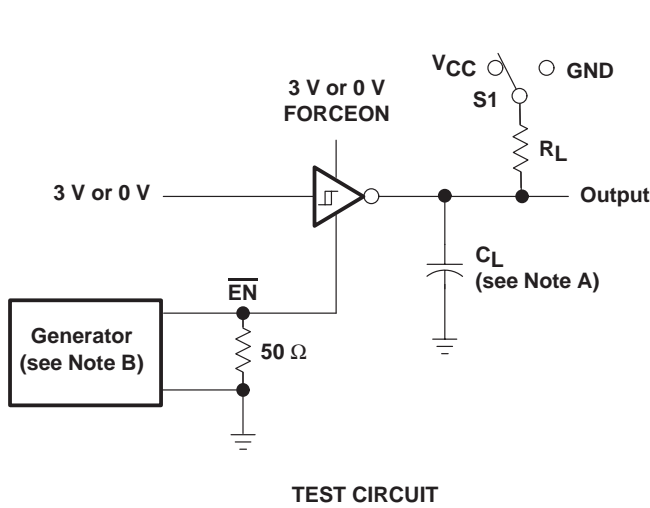 VCC
GND
S1
3 V or 0 V
FORCEON
RL
3 V or 0 V
Output
CL
(see Note A)
EN
Generator
(see Note B)
50 Ω
TEST CIRCUIT